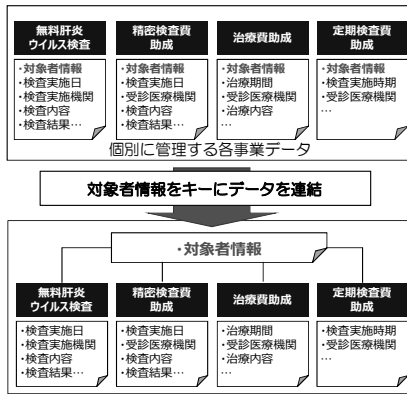 無料肝炎
ウイルス検査
・対象者情報
・検査実施日
・検査実施機関
・検査内容
・検査結果…
精密検査費
助成
・対象者情報
・検査実施日
・受診医療機関
・検査内容
・検査結果…
治療費助成
・対象者情報
・治療期間
・受診医療機関
・治療内容
…
定期検査費
助成
・対象者情報
・検査実施時期
・受診医療機関
…
個別に管理する各事業データ
対象者情報をキーにデータを連結
・対象者情報
無料肝炎
ウイルス検査
・検査実施日
・検査実施機関
・検査内容
・検査結果…
精密検査費
助成
・検査実施日
・受診医療機関
・検査内容
・検査結果…
治療費助成
・治療期間
・受診医療機関
・治療内容
…
定期検査費
助成
・検査実施時期
・受診医療機関
…